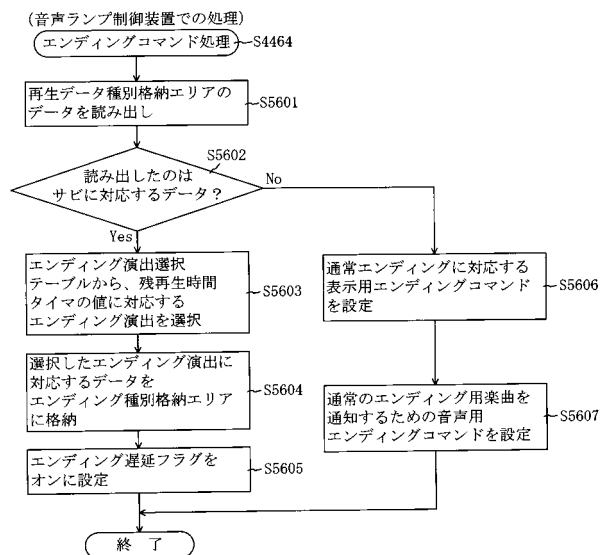 (音声ランプ制御装置での処理)
エンディングコマンド処理
S4464
再生データ種別格納エリアの
データを読み出し
S5601
S5602
読み出したのは
サビに対応するデータ?
No
Yes
エンディング演出選択
テーブルから、残再生時間
タイマの値に対応する
エンディング演出を選択
S5603
通常エンディングに対応する
表示用エンディングコマンド
を設定
S5606
選択したエンディング演出に
対応するデータを
エンディング種別格納エリア
に格納
S5604
通常のエンディング用楽曲を
通知するための音声用
エンディングコマンドを設定
S5607
エンディング遅延フラグを
オンに設定
S5605
終 了